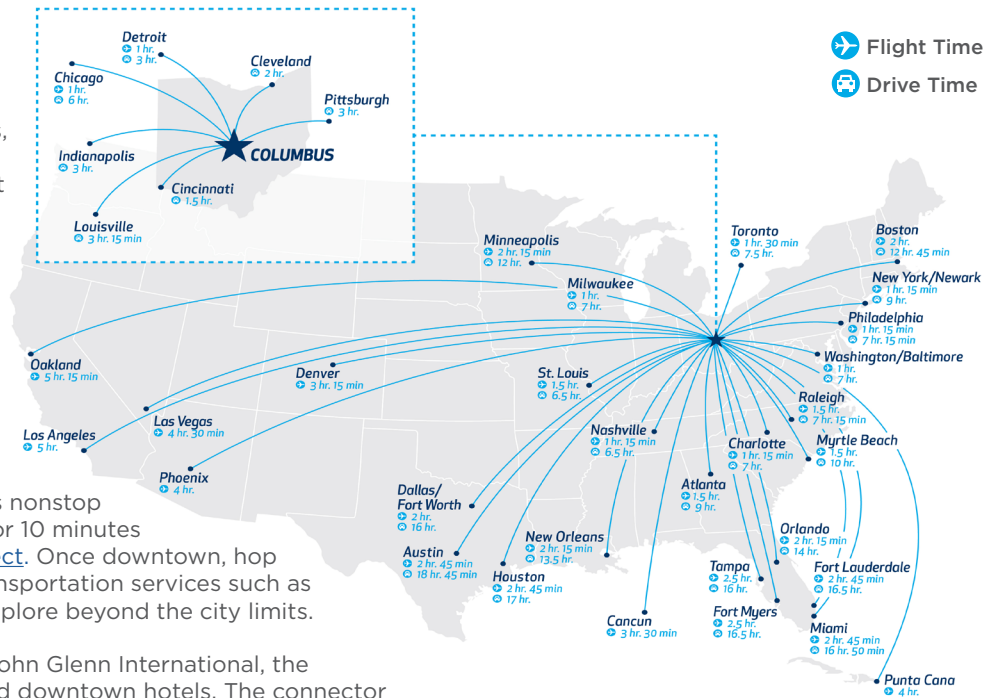 Detroit
1 hr.
3 hr.
Chicago
1 hr.
6 hr.
Cleveland
2 hr.
Pittsburgh
3 hr.
Indianapolis
3 hr.
COLUMBUS
Cincinnati
1.5 hr.
Louisville
3 hr. 15 min
Flight Time
Drive Time
Minneapolis
2 hr. 15 min
12 hr.
Milwaukee
1 hr.
7 hr.
Toronto
1 hr. 30 min
7.5 hr.
Boston
2 hr.
12 hr. 45 min
New York/Newark
1 hr. 15 min
9 hr.
Philadelphia
1 hr. 15 min
7 hr. 15 min
Washington/Baltimore
1 hr.
7 hr.
Oakland
5 hr. 15 min
Denver
3 hr. 15 min
St. Louis
1.5 hr.
6.5 hr.
Las Vegas
4 hr. 30 min
Los Angeles
5 hr.
Phoenix
4 hr.
Raleigh
1.5 hr.
7 hr. 15 min
Nashville
1 hr. 15 min
6.5 hr.
Charlotte
1 hr. 15 min
7 hr.
Myrtle Beach
1.5 hr.
10 hr.
Atlanta
1.5 hr.
9 hr.
Dallas/
Fort Worth
2 hr.
16 hr.
Austin
2 hr. 45 min
18 hr. 45 min
New Orleans
2 hr. 15 min
13.5 hr.
Houston
2 hr. 45 min
17 hr.
Orlando
2 hr. 15 min
14 hr.
Tampa
2.5 hr.
16 hr.
Fort Lauderdale
2 hr. 45 min
16.5 hr.
Fort Myers
2.5 hr.
16.5 hr.
Cancun
3 hr. 30 min
Miami
2 hr. 45 min
16 hr. 50 min
Punta Cana
4 hr.
s nonstop
or 10 minutes
ect. Once downtown, hop
nsportation services such as
plore beyond the city limits.
ohn Glenn International, the
d downtown hotels. The connector